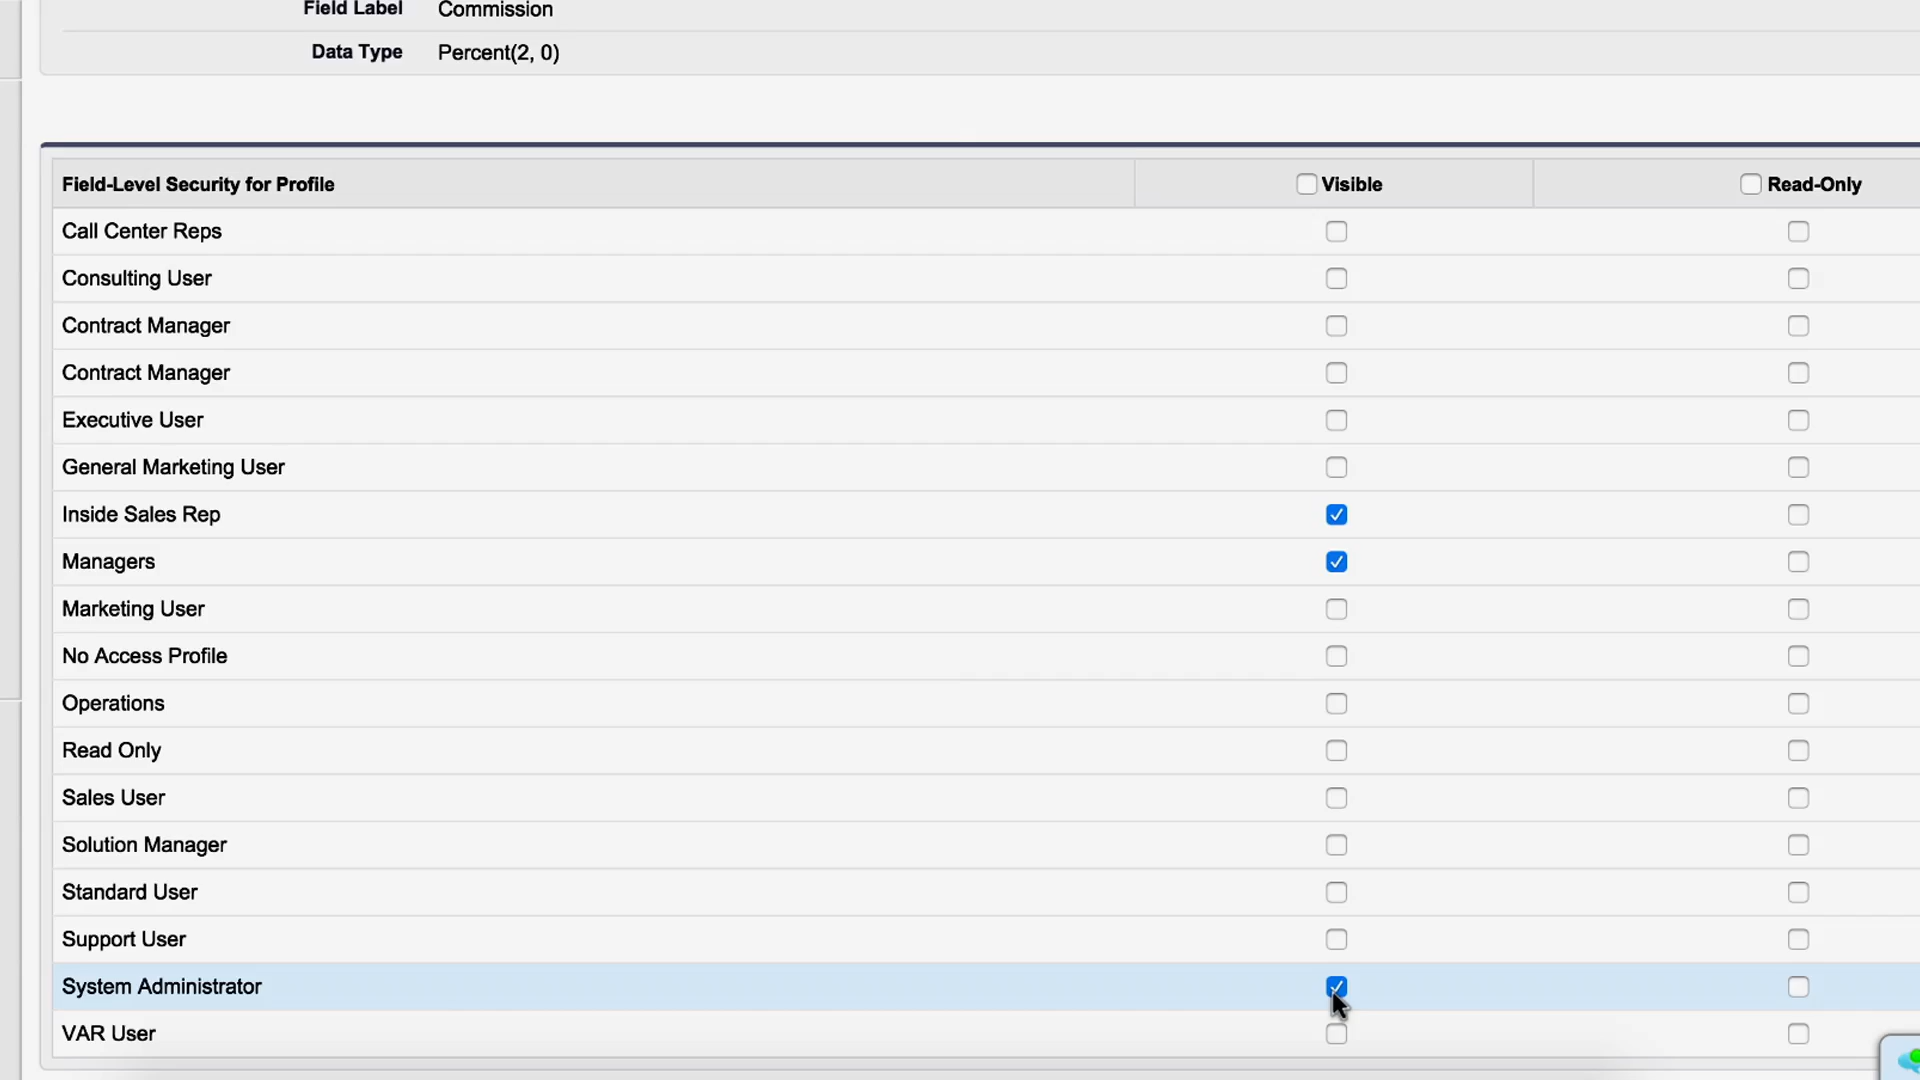 Field Label Commission
Data Type Percent(2, 0)
Field-Level Security for Profile Visible Read-Only
Call Center Reps
Consulting User
Contract Manager
Contract Manager
Executive User
General Marketing User
Inside Sales Rep
Managers
Marketing User
No Access Profile
Operations
Read Only
Sales User
Solution Manager
Standard User
Support User
System Administrator
VAR User